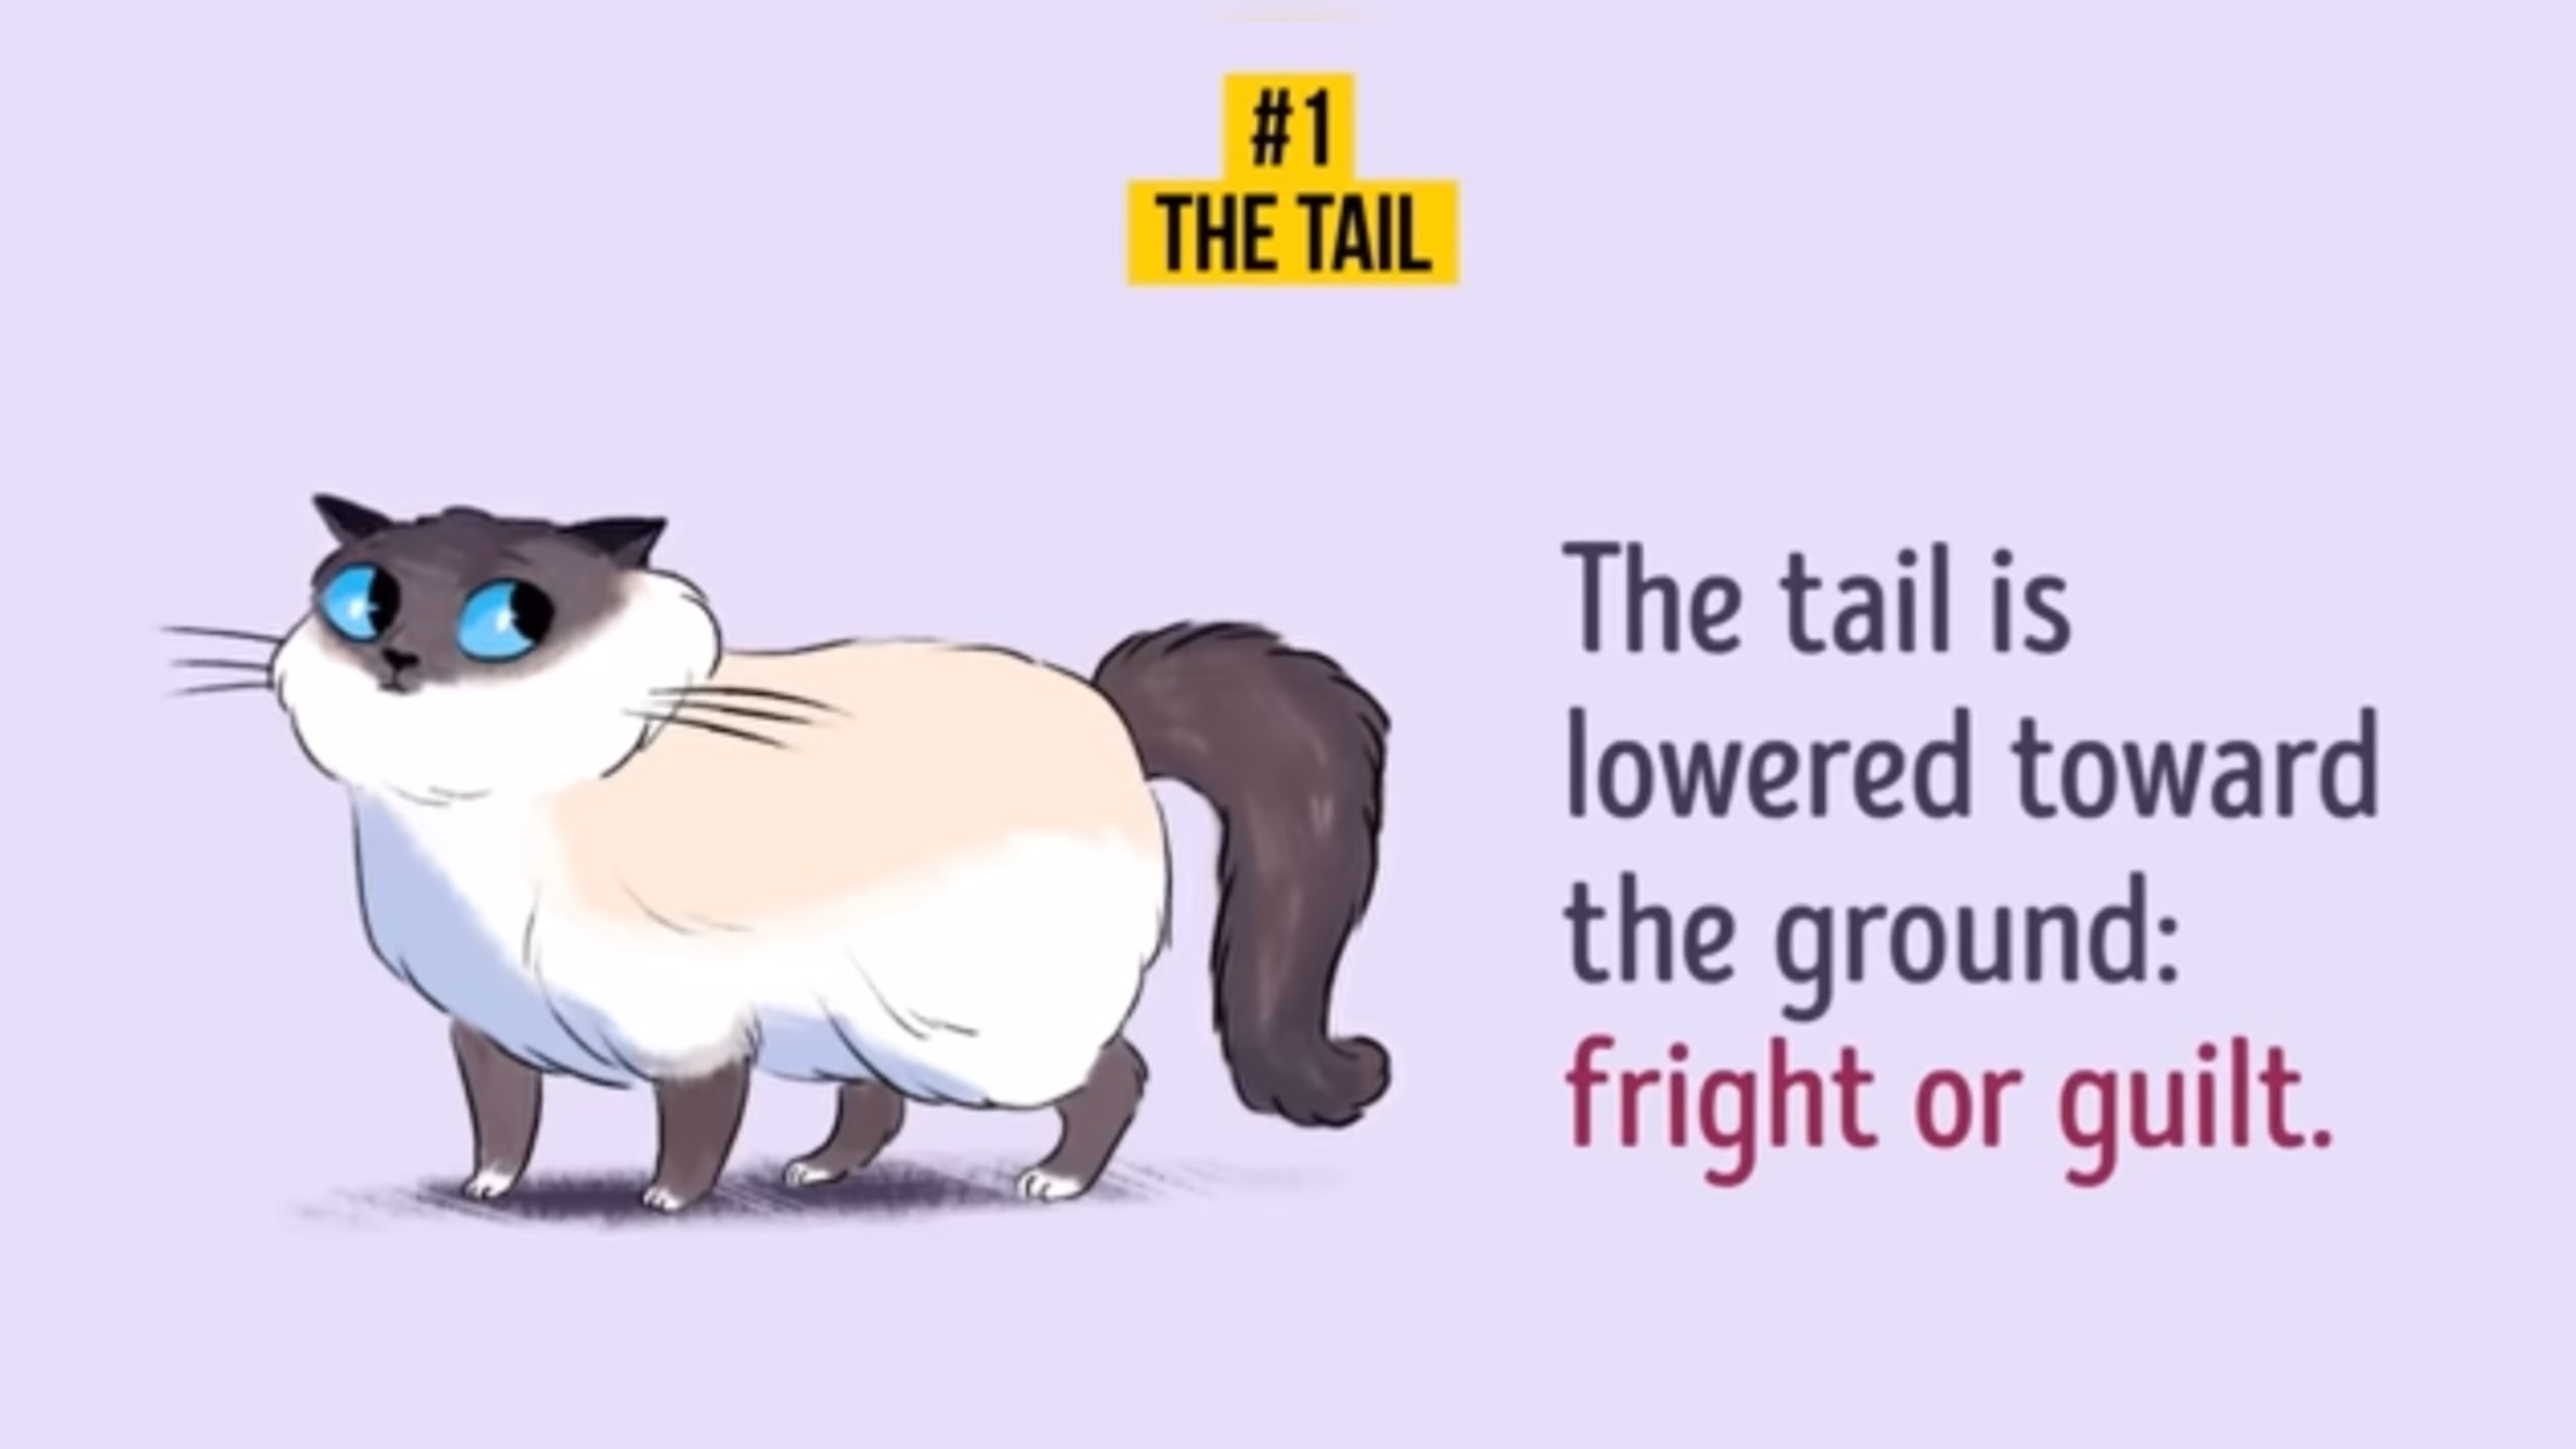 #1
THE TAIL
The tail is
lowered toward
the ground:
fright or guilt.